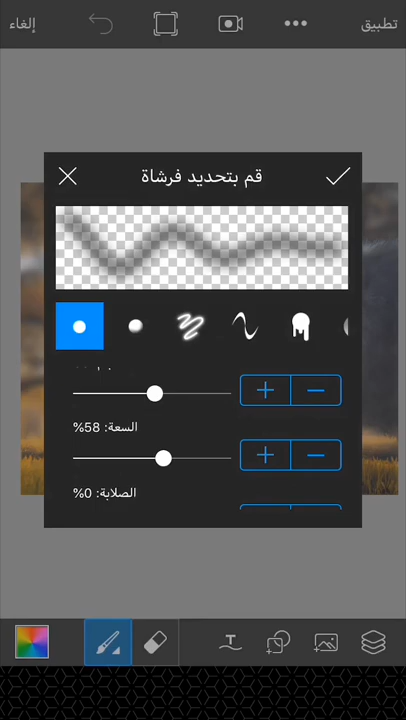 تطبيق
إلغاء
قم بتحديد فرشاة
السعة: 58%
الصلابة: 0%
T